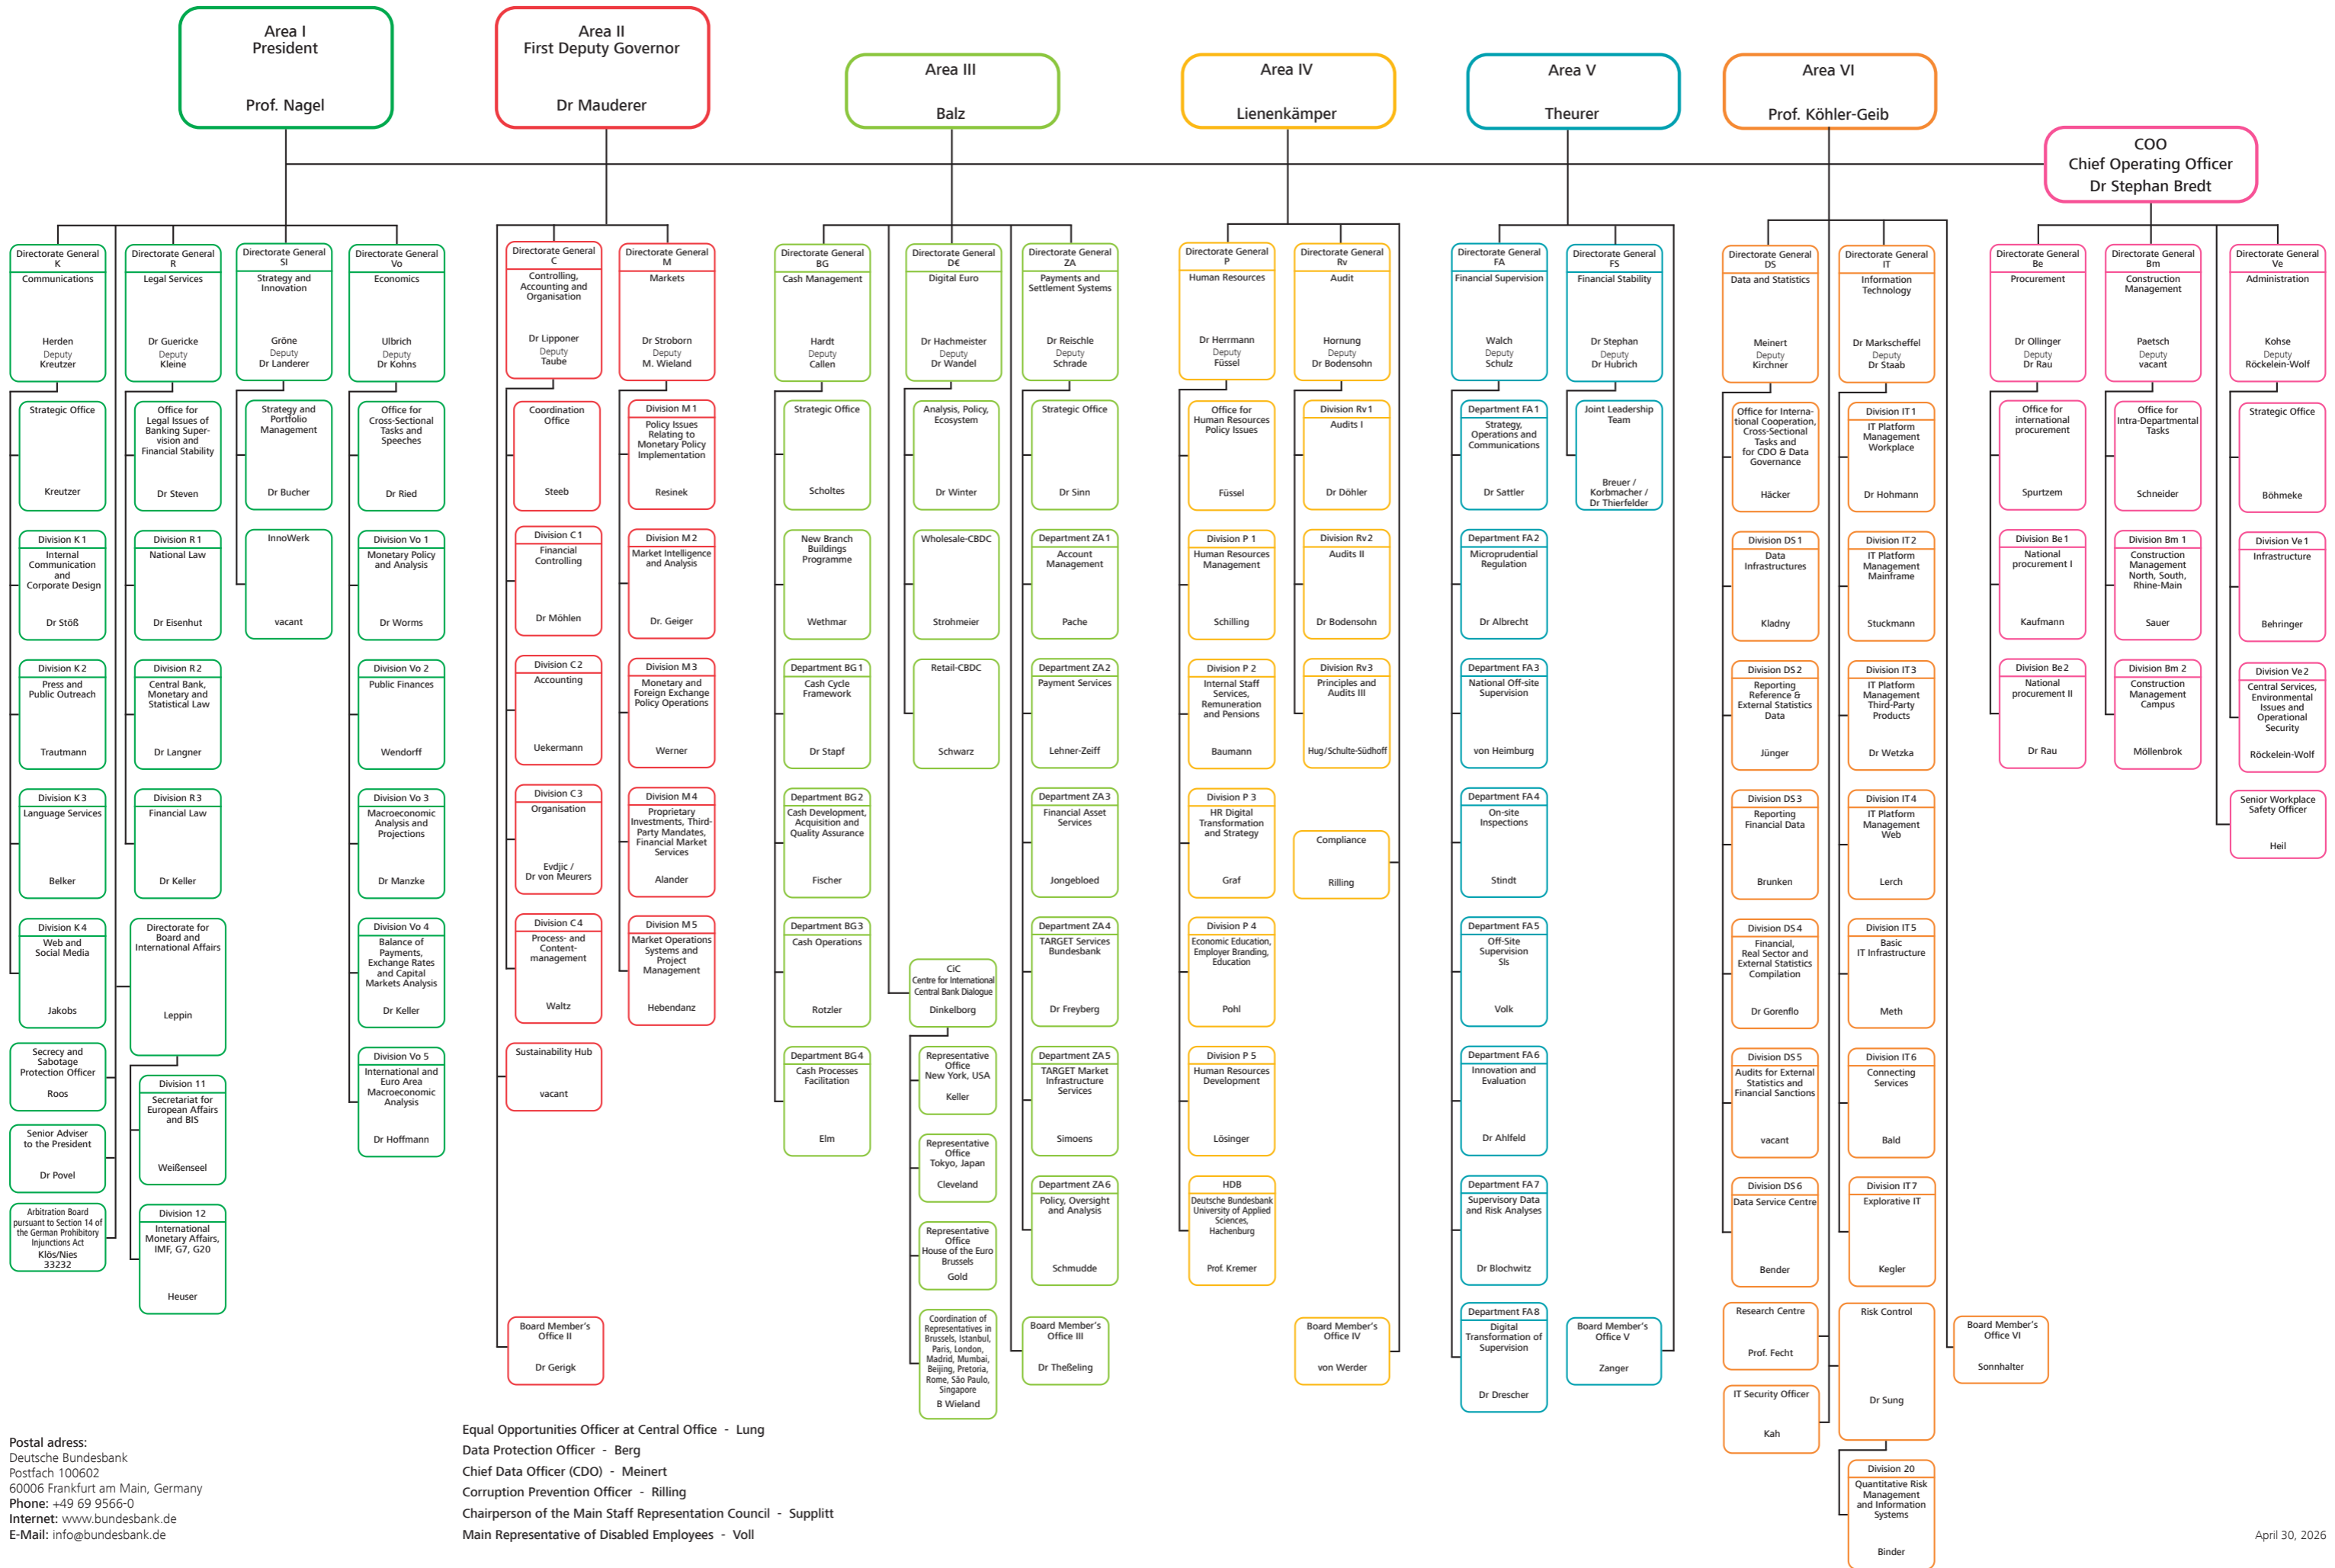 Area I
President
Prof. Nagel
Area II
First Deputy Governor
Dr Mauderer
Area III
Balz
Area IV
Lienenkämper
Area V
Theurer
Area VI
Prof. Köhler-Geib
COO
Chief Operating Officer
Dr Stephan Bredt
Directorate General
K
Communications
Herden
Deputy
Kreutzer
Strategic Office
Kreutzer
Division K 1
Internal
Communication
and
Corporate Design
Dr Stöß
Division K 2
Press and
Public Outreach
Trautmann
Division K 3
Language Services
Belker
Division K 4
Web and
Social Media
Jakobs
Secrecy and
Sabotage
Protection Officer
Roos
Senior Adviser
to the President
Dr Povel
Arbitration Board
pursuant to Section 14 of
the German Prohibitory
Injunctions Act
Klös/Nies
33232
Directorate General
R
Legal Services
Dr Guericke
Deputy
Kleine
Office for
Legal Issues of
Banking Super-
vision and
Financial Stability
Dr Steven
Division R 1
National Law
Dr Eisenhut
Division R 2
Central Bank,
Monetary and
Statistical Law
Dr Langner
Division R 3
Financial Law
Dr Keller
Directorate for
Board and
International Affairs
Leppin
Division 11
Secretariat for
European Affairs
and BIS
Weißenseel
Division 12
International
Monetary Affairs,
IMF, G7, G20
Heuser
Directorate General
SI
Strategy and
Innovation
Gröne
Deputy
Dr Landerer
Strategy and
Portfolio
Management
Dr Bucher
InnoWerk
vacant
Directorate General
Vo
Economics
Ulbrich
Deputy
Dr Kohns
Office for
Cross-Sectional
Tasks and
Speeches
Dr Ried
Division Vo 1
Monetary Policy
and Analysis
Dr Worms
Division Vo 2
Public Finances
Wendorff
Division Vo 3
Macroeconomic
Analysis and
Projections
Dr Manzke
Division Vo 4
Balance of
Payments,
Exchange Rates
and Capital
Markets Analysis
Dr Keller
Division Vo 5
International and
Euro Area
Macroeconomic
Analysis
Dr Hoffmann
Directorate General
C
Controlling,
Accounting and
Organisation
Dr Lipponer
Deputy
Taube
Coordination
Office
Steeb
Division C 1
Financial
Controlling
Dr Möhlen
Division C 2
Accounting
Uekermann
Division C 3
Organisation
Evdjic /
Dr von Meurers
Division C 4
Process- and
Content-
management
Waltz
Sustainability Hub
vacant
Board Member's
Office II
Dr Gerigk
Directorate General
M
Markets
Dr Stroborn
Deputy
M. Wieland
Division M 1
Policy Issues
Relating to
Monetary Policy
Implementation
Resinek
Division M 2
Market Intelligence
and Analysis
Dr. Geiger
Division M 3
Monetary and
Foreign Exchange
Policy Operations
Werner
Division M 4
Proprietary
Investments, Third-
Party Mandates,
Financial Market
Services
Alander
Division M 5
Market Operations
Systems and
Project
Management
Hebendanz
Directorate General
BG
Cash Management
Hardt
Deputy
Callen
Strategic Office
Scholtes
New Branch
Buildings
Programme
Wethmar
Department BG 1
Cash Cycle
Framework
Dr Stapf
Department BG 2
Cash Development,
Acquisition and
Quality Assurance
Fischer
Department BG 3
Cash Operations
Rotzler
Department BG 4
Cash Processes
Facilitation
Elm
Directorate General
D€
Digital Euro
Dr Hachmeister
Deputy
Dr Wandel
Analysis, Policy,
Ecosystem
Dr Winter
Wholesale-CBDC
Strohmeier
Retail-CBDC
Schwarz
CiC
Centre for International
Central Bank Dialogue
Dinkelborg
Representative
Office
New York, USA
Keller
Representative
Office
Tokyo, Japan
Cleveland
Representative
Office
House of the Euro
Brussels
Gold
Coordination of
Representatives in
Brussels, Istanbul,
Paris, London,
Madrid, Mumbai,
Beijing, Pretoria,
Rome, São Paulo,
Singapore
B Wieland
Directorate General
ZA
Payments and
Settlement Systems
Dr Reischle
Deputy
Schrade
Strategic Office
Dr Sinn
Department ZA 1
Account
Management
Pache
Department ZA 2
Payment Services
Lehner-Zeiff
Department ZA 3
Financial Asset
Services
Jongebloed
Department ZA 4
TARGET Services
Bundesbank
Dr Freyberg
Department ZA 5
TARGET Market
Infrastructure
Services
Simoens
Department ZA 6
Policy, Oversight
and Analysis
Schmudde
Board Member's
Office III
Dr Theßeling
Directorate General
P
Human Resources
Dr Herrmann
Deputy
Füssel
Office for
Human Resources
Policy Issues
Füssel
Division P 1
Human Resources
Management
Schilling
Division P 2
Internal Staff
Services,
Remuneration
and Pensions
Baumann
Division P 3
HR Digital
Transformation
and Strategy
Graf
Division P 4
Economic Education,
Employer Branding,
Education
Pohl
Division P 5
Human Resources
Development
Lösinger
HDB
Deutsche Bundesbank
University of Applied
Sciences,
Hachenburg
Prof. Kremer
Directorate General
Rv
Audit
Hornung
Deputy
Dr Bodensohn
Division Rv 1
Audits I
Dr Döhler
Division Rv 2
Audits II
Dr Bodensohn
Division Rv 3
Principles and
Audits III
Hug/Schulte-Südhoff
Compliance
Rilling
Board Member's
Office IV
von Werder
Directorate General
FA
Financial Supervision
Walch
Deputy
Schulz
Department FA 1
Strategy,
Operations and
Communications
Dr Sattler
Department FA 2
Microprudential
Regulation
Dr Albrecht
Department FA 3
National Off-site
Supervision
von Heimburg
Department FA 4
On-site
Inspections
Stindt
Department FA 5
Off-Site
Supervision
SIs
Volk
Department FA 6
Innovation and
Evaluation
Dr Ahlfeld
Department FA 7
Supervisory Data
and Risk Analyses
Dr Blochwitz
Department FA 8
Digital
Transformation of
Supervision
Dr Drescher
Directorate General
FS
Financial Stability
Dr Stephan
Deputy
Dr Hubrich
Joint Leadership
Team
Breuer /
Korbmacher /
Dr Thierfelder
Board Member's
Office V
Zanger
Directorate General
DS
Data and Statistics
Meinert
Deputy
Kirchner
Office for Interna-
tional Cooperation,
Cross-Sectional
Tasks and
for CDO & Data
Governance
Häcker
Division DS 1
Data
Infrastructures
Kladny
Division DS 2
Reporting
Reference &
External Statistics
Data
Jünger
Division DS 3
Reporting
Financial Data
Brunken
Division DS 4
Financial,
Real Sector and
External Statistics
Compilation
Dr Gorenflo
Division DS 5
Audits for External
Statistics and
Financial Sanctions
vacant
Division DS 6
Data Service Centre
Bender
Research Centre
Prof. Fecht
IT Security Officer
Kah
Directorate General
IT
Information
Technology
Dr Markscheffel
Deputy
Dr Staab
Division IT 1
IT Platform
Management
Workplace
Dr Hohmann
Division IT 2
IT Platform
Management
Mainframe
Stuckmann
Division IT 3
IT Platform
Management
Third-Party
Products
Dr Wetzka
Division IT 4
IT Platform
Management
Web
Lerch
Division IT 5
Basic
IT Infrastructure
Meth
Division IT 6
Connecting
Services
Bald
Division IT 7
Explorative IT
Kegler
Risk Control
Dr Sung
Division 20
Quantitative Risk
Management
and Information
Systems
Binder
Board Member's
Office VI
Sonnhalter
Directorate General
Be
Procurement
Dr Ollinger
Deputy
Dr Rau
Office for
international
procurement
Spurtzem
Division Be 1
National
procurement I
Kaufmann
Division Be 2
National
procurement II
Dr Rau
Directorate General
Bm
Construction
Management
Paetsch
Deputy
vacant
Office for
Intra-Departmental
Tasks
Schneider
Division Bm 1
Construction
Management
North, South,
Rhine-Main
Sauer
Division Bm 2
Construction
Management
Campus
Möllenbrok
Directorate General
Ve
Administration
Kohse
Deputy
Röckelein-Wolf
Strategic Office
Böhmeke
Division Ve 1
Infrastructure
Behringer
Division Ve 2
Central Services,
Environmental
Issues and
Operational
Security
Röckelein-Wolf
Senior Workplace
Safety Officer
Heil
Postal adress:
Deutsche Bundesbank
Postfach 100602
60006 Frankfurt am Main, Germany
Phone: +49 69 9566-0
Internet: www.bundesbank.de
E-Mail: info@bundesbank.de
Equal Opportunities Officer at Central Office - Lung
Data Protection Officer - Berg
Chief Data Officer (CDO) - Meinert
Corruption Prevention Officer - Rilling
Chairperson of the Main Staff Representation Council - Supplitt
Main Representative of Disabled Employees - Voll
April 30, 2026